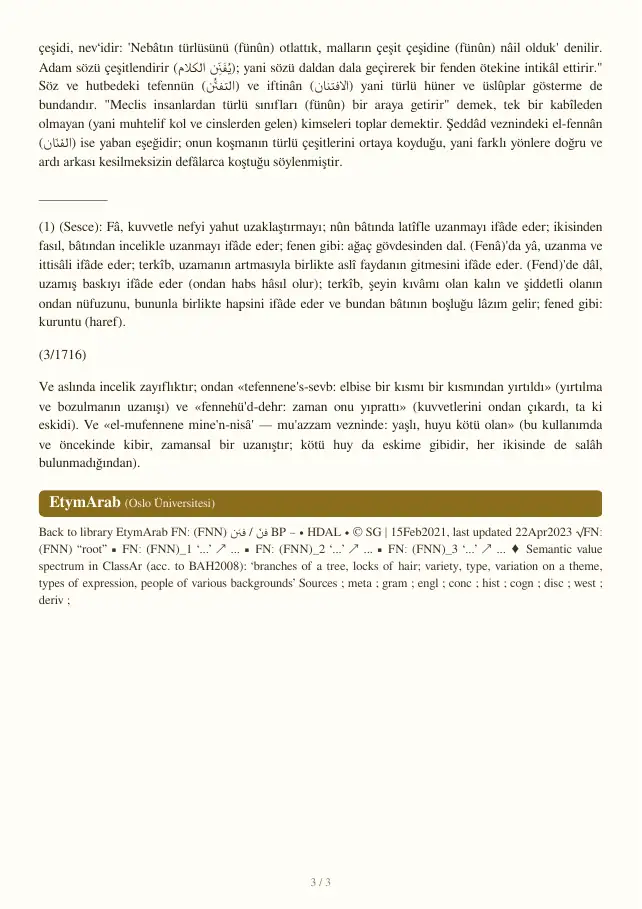 çeşidi, nev‘idir: 'Nebâtın türlüsünü (fünûn) otlattık, malların çeşit çeşidine (fünûn) nâil olduk' denilir.
Adam sözü çeşitlendirir (يُفَنِّن الكلام); yani sözü daldan dala geçirerek bir fenden ötekine intikâl ettirir."
Söz ve hutbedeki tefennün (التفنُّن) ve iftinân (الافتنان) yani türlü hüner ve üslûplar gösterme de
bundandır. "Meclis insanlardan türlü sınıfları (fünûn) bir araya getirir" demek, tek bir kabîleden
olmayan (yani muhtelif kol ve cinslerden gelen) kimseleri toplar demektir. Şeddâd veznindeki el-fennân
(الفنّان) ise yaban eşeğidir; onun koşmanın türlü çeşitlerini ortaya koyduğu, yani farklı yönlere doğru ve
ardı arkası kesilmeksizin defâlarca koştuğu söylenmiştir.
(1) (Sesce): Fâ, kuvvetle nefyi yahut uzaklaştırmayı; nûn bâtında latîfle uzanmayı ifâde eder; ikisinden
fasıl, bâtından incelikle uzanmayı ifâde eder; fenen gibi: ağaç gövdesinden dal. (Fenâ)'da yâ, uzanma ve
ittisâli ifâde eder; terkîb, uzamanın artmasıyla birlikte aslî faydanın gitmesini ifâde eder. (Fend)'de dâl,
uzamış baskıyı ifâde eder (ondan habs hâsıl olur); terkîb, şeyin kıvâmı olan kalın ve şiddetli olanın
ondan nüfuzunu, bununla birlikte hapsini ifâde eder ve bundan bâtının boşluğu lâzım gelir; fened gibi:
kuruntu (haref).
(3/1716)
Ve aslında incelik zayıflıktır; ondan «tefennene's-sevb: elbise bir kısmı bir kısmından yırtıldı» (yırtılma
ve bozulmanın uzanışı) ve «fennehü'd-dehr: zaman onu yıprattı» (kuvvetlerini ondan çıkardı, ta ki
eskidi). Ve «el-mufennene mine'n-nisâ' — mu'azzam vezninde: yaşlı, huyu kötü olan» (bu kullanımda
ve öncekinde kibir, zamansal bir uzanıştır; kötü huy da eskime gibidir, her ikisinde de salâh
bulunmadığından).
EtymArab (Oslo Üniversitesi)
Back to library EtymArab FN: (FNN) فنّ / فنن BP – • HDAL • © SG | 15Feb2021, last updated 22Apr2023 √FN:
(FNN) “root” ▪ FN: (FNN)_1 ‘...’ ↗ ... ▪ FN: (FNN)_2 ‘...’ ↗ ... ▪ FN: (FNN)_3 ‘...’ ↗ ... ♦ Semantic value
spectrum in ClassAr (acc. to BAH2008): ‘branches of a tree, locks of hair; variety, type, variation on a theme,
types of expression, people of various backgrounds’ Sources ; meta ; gram ; engl ; conc ; hist ; cogn ; disc ; west ;
deriv ;
3 / 3